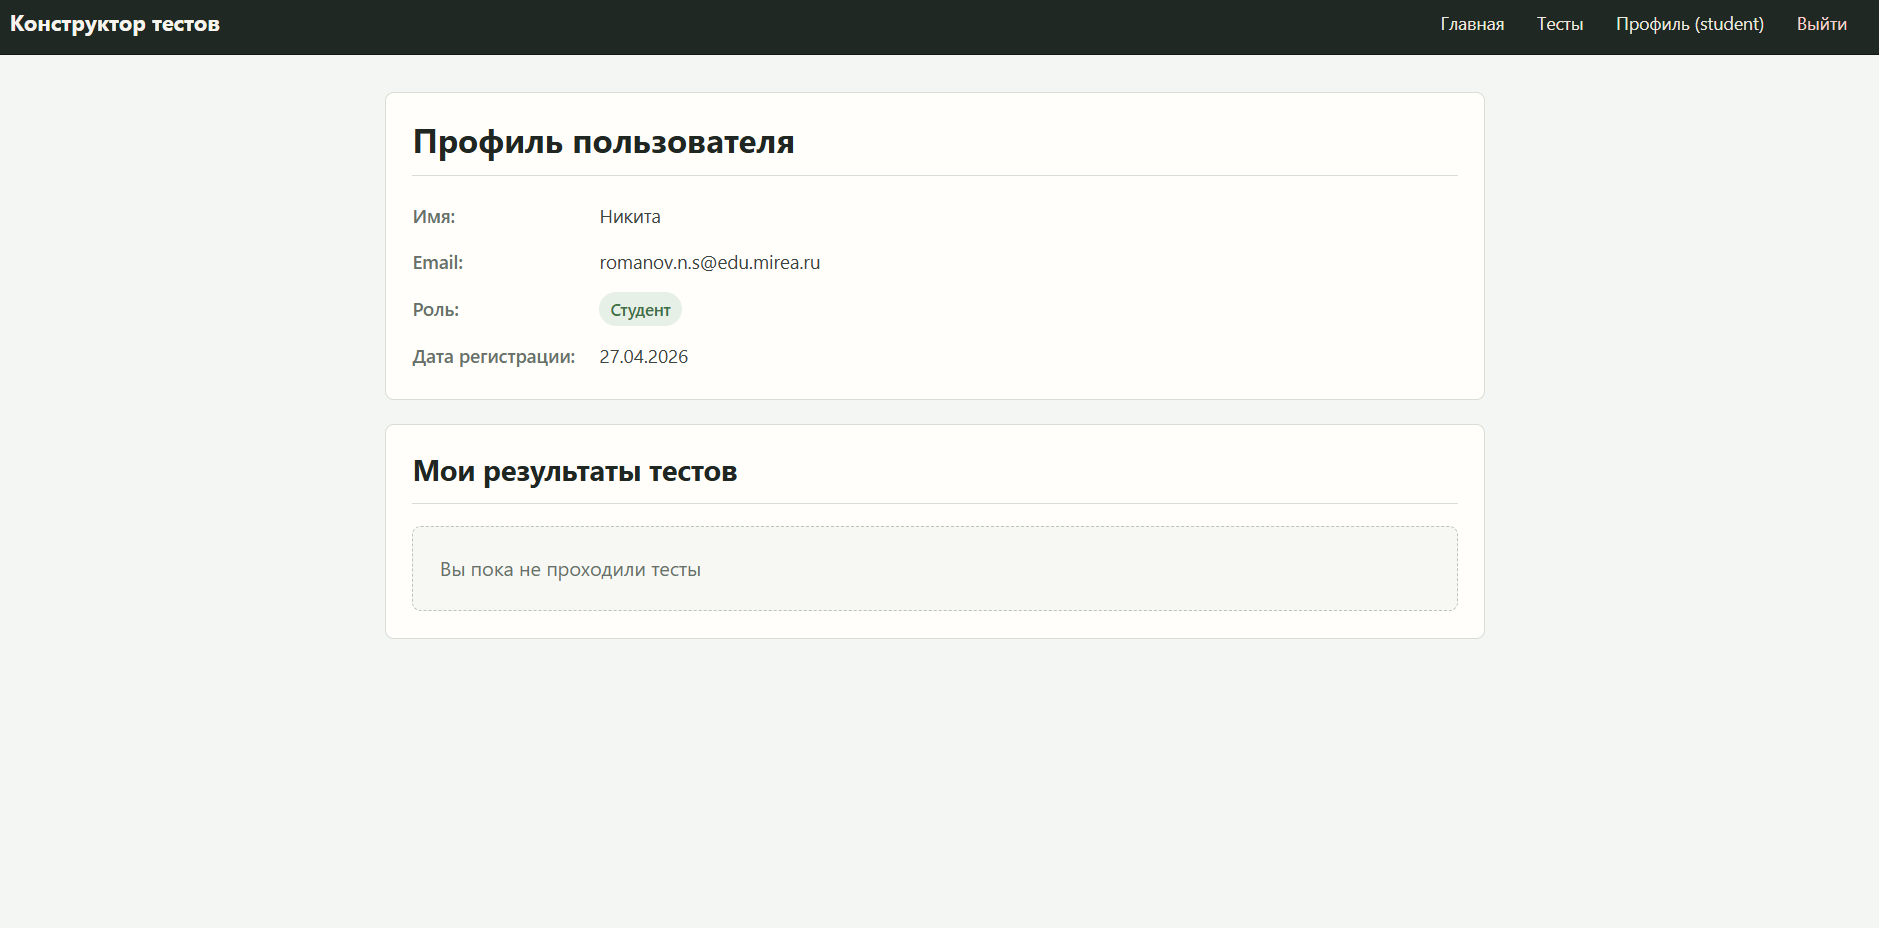 Конструктор тестов
Главная Тесты Профиль (student) Выйти
Профиль пользователя
Имя: Никита
Email: romanov.n.s@edu.mirea.ru
Роль: Студент
Дата регистрации: 27.04.2026
Мои результаты тестов
Вы пока не проходили тесты